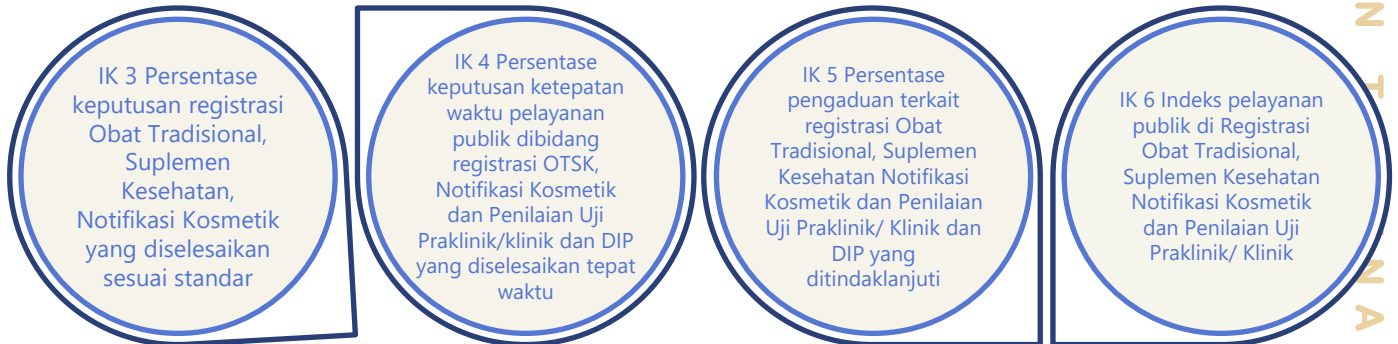 IK 3 Persentase
keputusan registrasi
Obat Tradisional,
Suplemen
Kesehatan,
Notifikasi Kosmetik
yang diselesaikan
sesuai standar
IK 4 Persentase
keputusan ketepatan
waktu pelayanan
publik dibidang
registrasi OTSK,
Notifikasi Kosmetik
dan Penilaian Uji
Praklinik/klinik dan DIP
yang diselesaikan tepat
waktu
IK 5 Persentase
pengaduan terkait
registrasi Obat
Tradisional, Suplemen
Kesehatan Notifikasi
Kosmetik dan Penilaian
Uji Praklinik/ Klinik dan
DIP yang
ditindaklanjuti
IK 6 Indeks pelayanan
publik di Registrasi
Obat Tradisional,
Suplemen Kesehatan
Notifikasi Kosmetik
dan Penilaian Uji
Praklinik/ Klinik